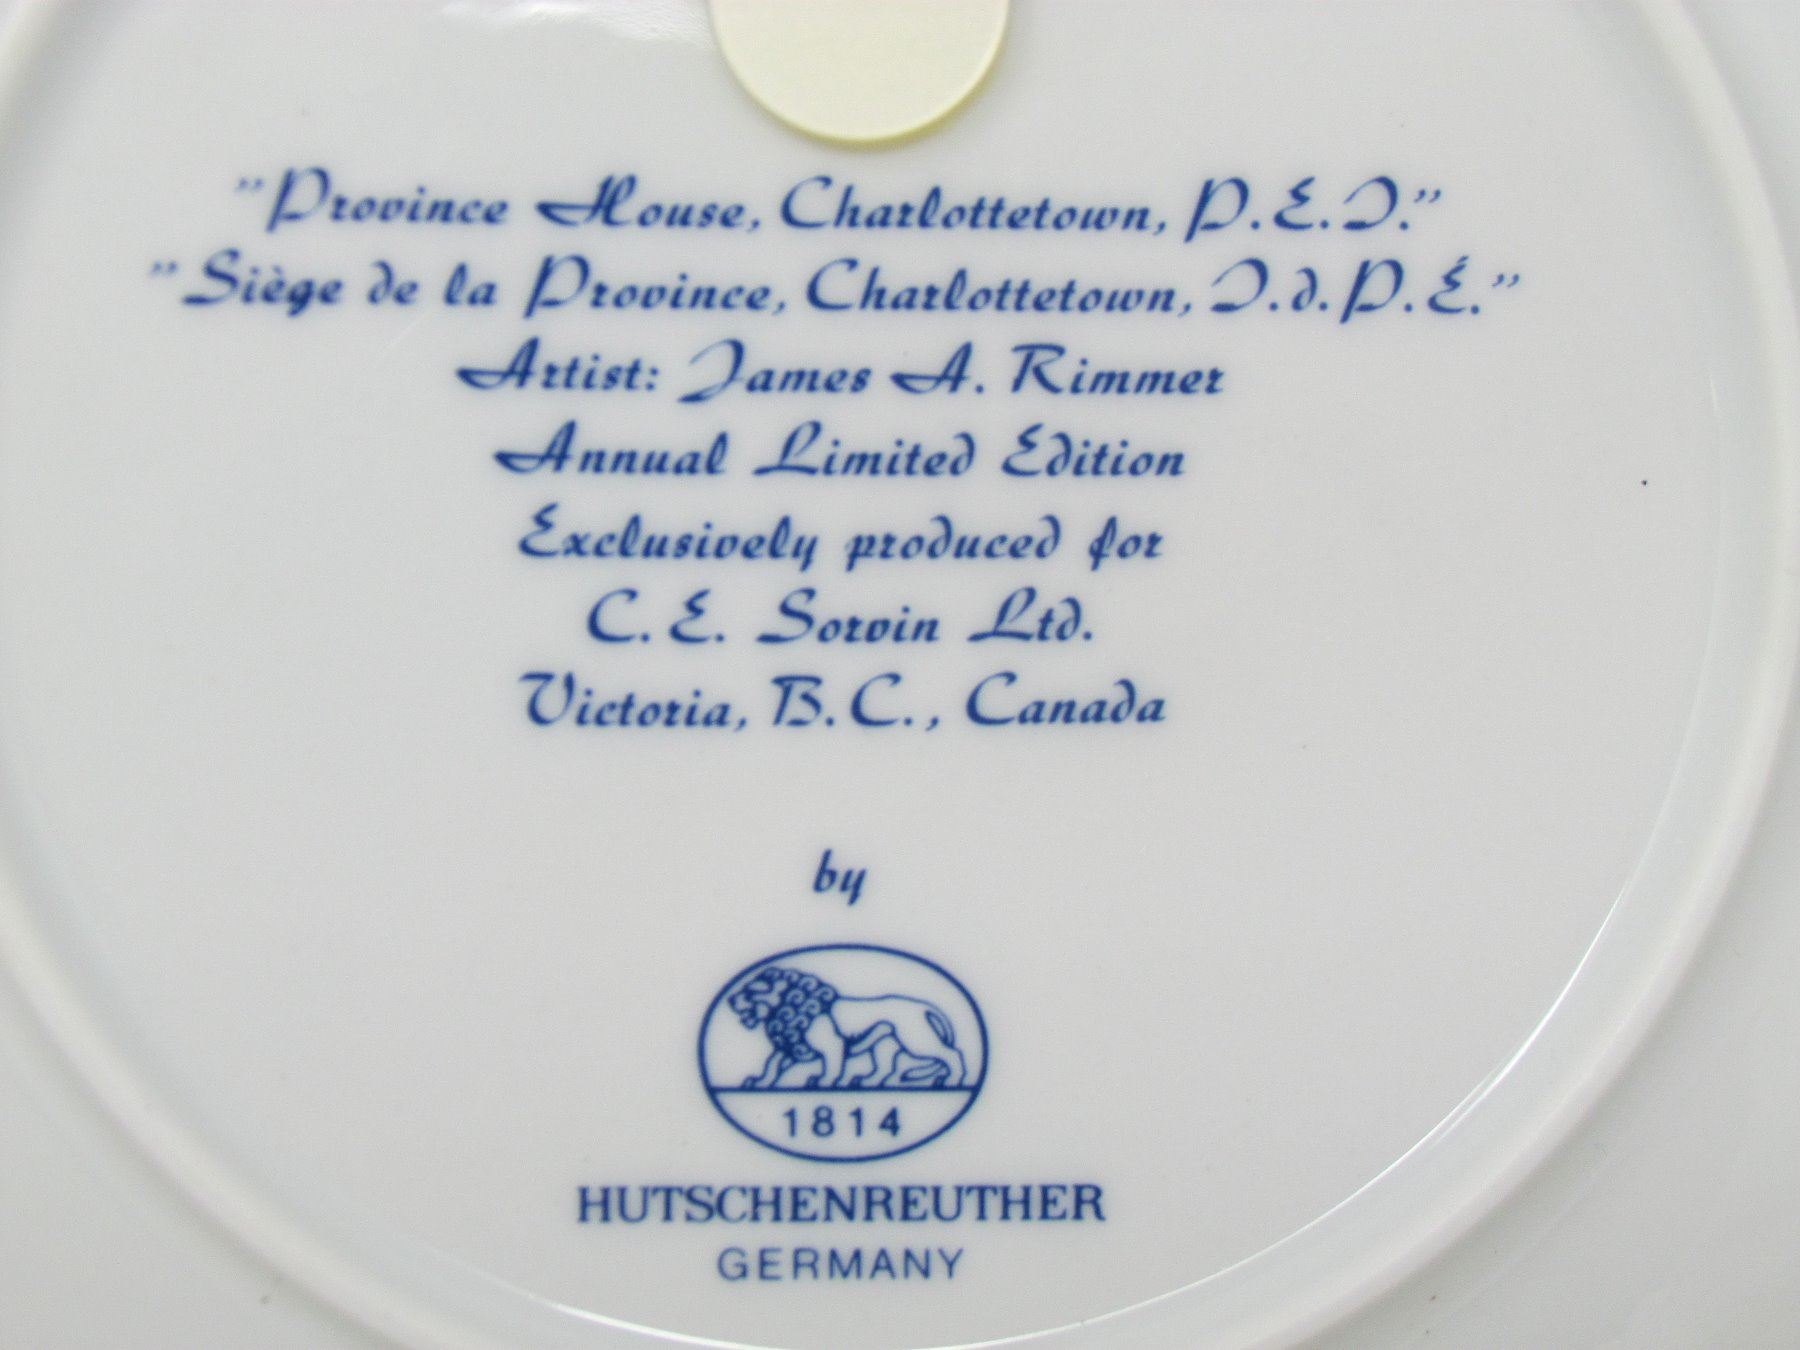 "Province House, Charlottetown, P.E.I."
"Siège de la Province, Charlottetown, I.d.P.É."
Artist: James A. Rimmer
Annual Limited Edition
Exclusively produced for
C. E. Sorvin Ltd.
Victoria, B.C., Canada
by
1814
HUTSCHENREUTHER
GERMANY